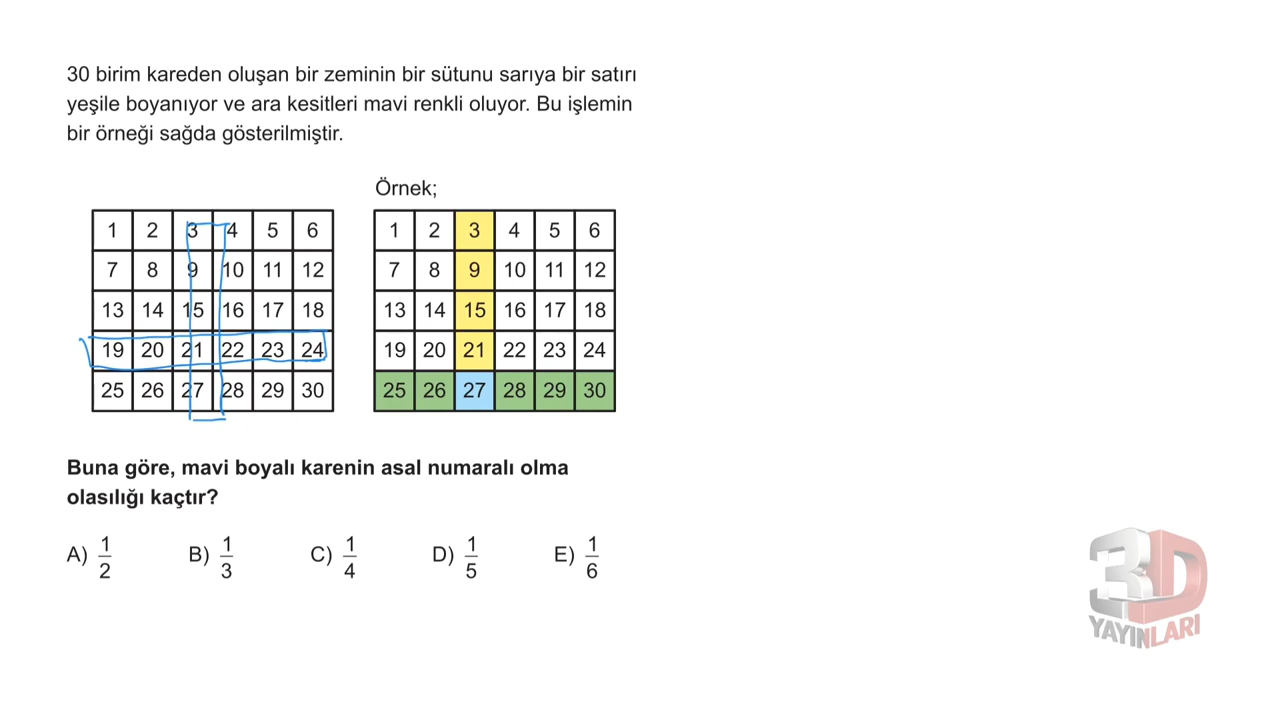 30 birim kareden oluşan bir zeminin bir sütunu sarıya bir satırı
yeşile boyanıyor ve ara kesitleri mavi renkli oluyor. Bu işlemin
bir örneği sağda gösterilmiştir.
Örnek;
1 2 3 4 5 6
7 8 9 10 11 12
13 14 15 16 17 18
19 20 21 22 23 24
25 26 27 28 29 30
1 2 3 4 5 6
7 8 9 10 11 12
13 14 15 16 17 18
19 20 21 22 23 24
25 26 27 28 29 30
Buna göre, mavi boyalı karenin asal numaralı olma
olasılığı kaçtır?
A) 1/2 B) 1/3 C) 1/4 D) 1/5 E) 1/6
3D
YAYINLARI